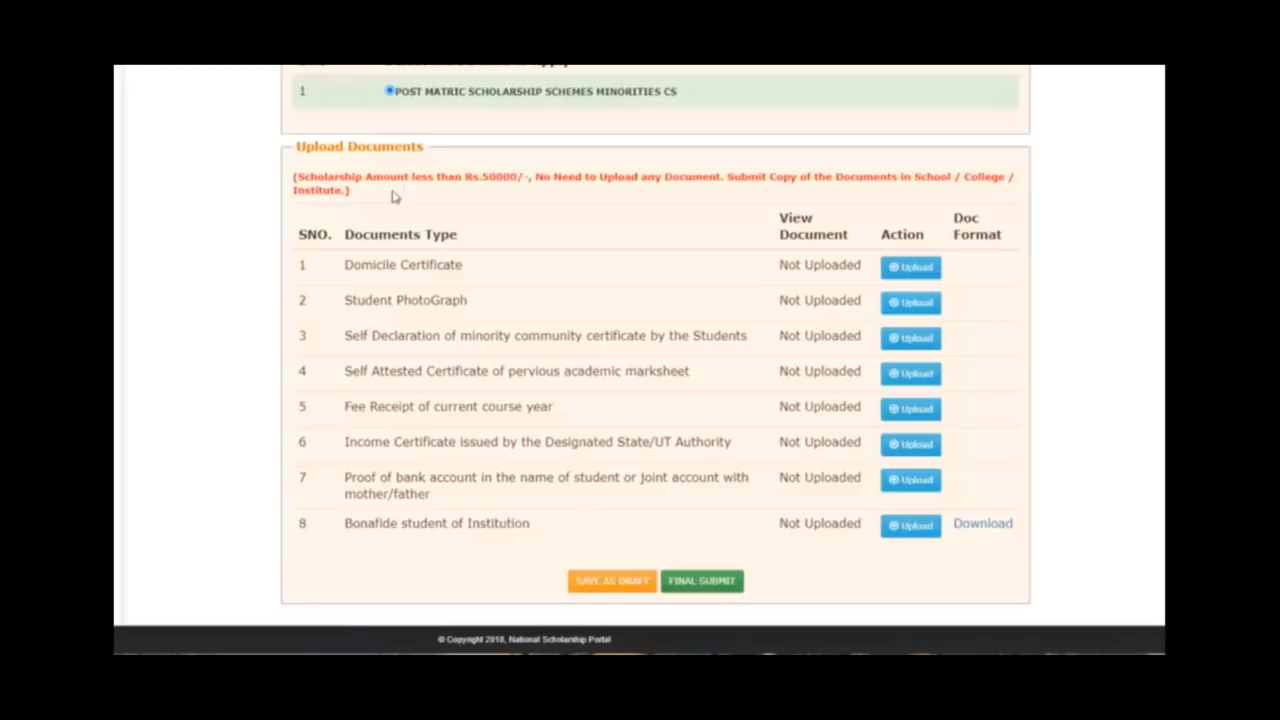 1 POST MATRIC SCHOLARSHIP SCHEMES MINORITIES CS
Upload Documents
(Scholarship Amount less than Rs.50000/-, No Need to Upload any Document. Submit Copy of the Documents in School / College /
Institute.)
SNO. Documents Type View Document Action Doc Format
1 Domicile Certificate Not Uploaded Upload
2 Student PhotoGraph Not Uploaded Upload
3 Self Declaration of minority community certificate by the Students Not Uploaded Upload
4 Self Attested Certificate of pervious academic marksheet Not Uploaded Upload
5 Fee Receipt of current course year Not Uploaded Upload
6 Income Certificate issued by the Designated State/UT Authority Not Uploaded Upload
7 Proof of bank account in the name of student or joint account with Not Uploaded Upload
mother/father
8 Bonafide student of Institution Not Uploaded Upload Download
SAVE AS DRAFT FINAL SUBMIT
© Copyright 2018, National Scholarship Portal